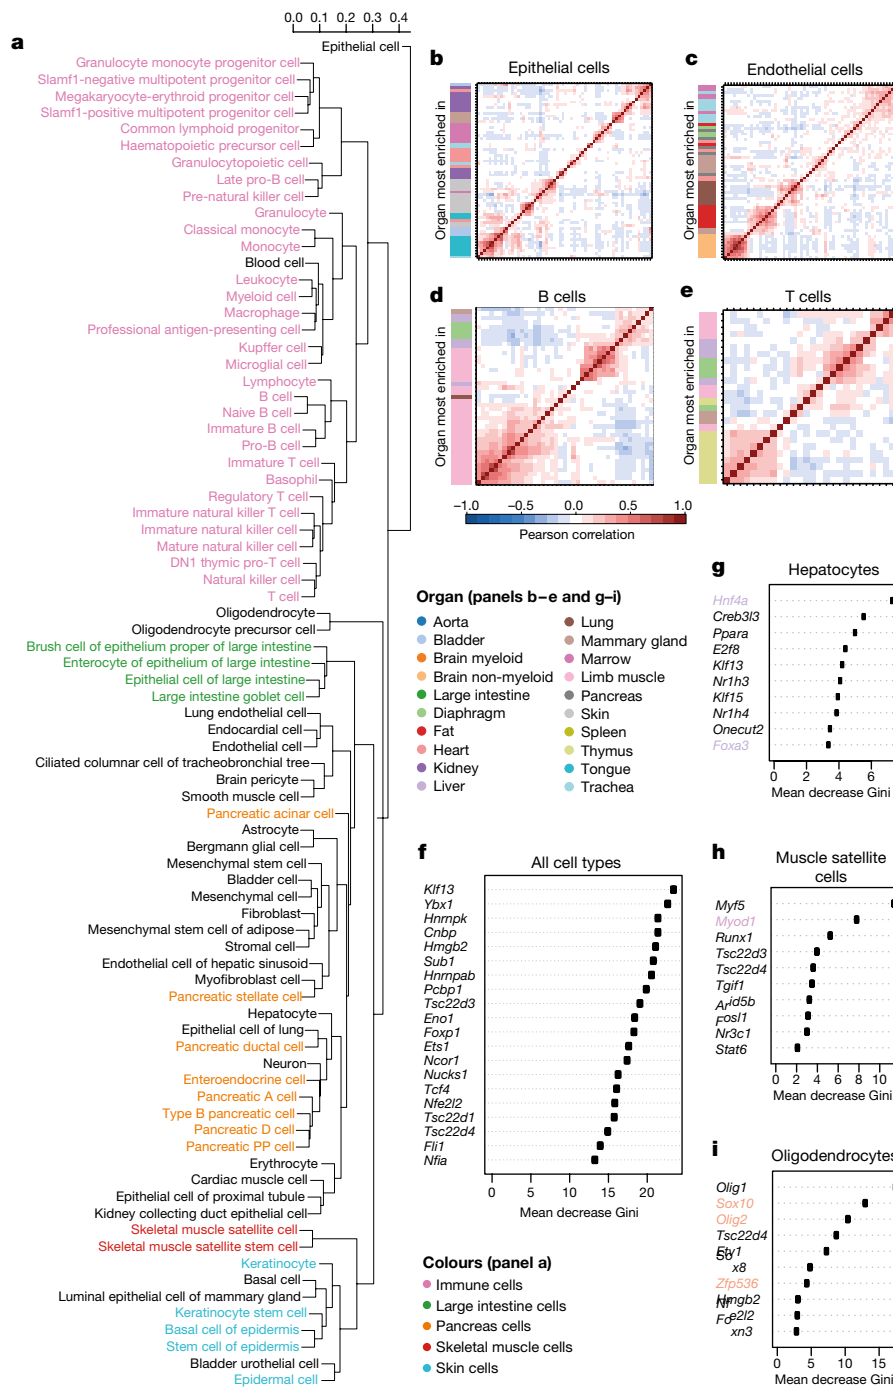 a
0.0 0.1 0.2 0.3 0.4
Epithelial cell
Granulocyte monocyte progenitor cell
Slamf1-negative multipotent progenitor cell
Megakaryocyte-erythroid progenitor cell
Slamf1-positive multipotent progenitor cell
Common lymphoid progenitor
Haematopoietic precursor cell
Granulocytopoietic cell
Late pro-B cell
Pre-natural killer cell
Granulocyte
Classical monocyte
Monocyte
Blood cell
Leukocyte
Myeloid cell
Macrophage
Professional antigen-presenting cell
Kupffer cell
Microglial cell
Lymphocyte
B cell
Naive B cell
Immature B cell
Pro-B cell
Immature T cell
Basophil
Regulatory T cell
Immature natural killer T cell
Immature natural killer cell
Mature natural killer cell
DN1 thymic pro-T cell
Natural killer cell
T cell
Oligodendrocyte
Oligodendrocyte precursor cell
Brush cell of epithelium proper of large intestine
Enterocyte of epithelium of large intestine
Epithelial cell of large intestine
Large intestine goblet cell
Lung endothelial cell
Endocardial cell
Endothelial cell
Ciliated columnar cell of tracheobronchial tree
Brain pericyte
Smooth muscle cell
Pancreatic acinar cell
Astrocyte
Bergmann glial cell
Mesenchymal stem cell
Bladder cell
Mesenchymal cell
Fibroblast
Mesenchymal stem cell of adipose
Stromal cell
Endothelial cell of hepatic sinusoid
Myofibroblast cell
Pancreatic stellate cell
Hepatocyte
Epithelial cell of lung
Pancreatic ductal cell
Neuron
Enteroendocrine cell
Pancreatic A cell
Type B pancreatic cell
Pancreatic D cell
Pancreatic PP cell
Erythrocyte
Cardiac muscle cell
Epithelial cell of proximal tubule
Kidney collecting duct epithelial cell
Skeletal muscle satellite cell
Skeletal muscle satellite stem cell
Keratinocyte
Basal cell
Luminal epithelial cell of mammary gland
Keratinocyte stem cell
Basal cell of epidermis
Stem cell of epidermis
Bladder urothelial cell
Epidermal cell
b
Epithelial cells
Organ most enriched in
c
Endothelial cells
Organ most enriched in
d
B cells
Organ most enriched in
e
T cells
Organ most enriched in
−1.0 −0.5 0.0 0.5 1.0
Pearson correlation
Organ (panels b–e and g–i)
Aorta
Bladder
Brain myeloid
Brain non-myeloid
Large intestine
Diaphragm
Fat
Heart
Kidney
Liver
Lung
Mammary gland
Marrow
Limb muscle
Pancreas
Skin
Spleen
Thymus
Tongue
Trachea
f
All cell types
Klf13
Ybx1
Hnrnpk
Cnbp
Hmgb2
Sub1
Hnrnpab
Pcbp1
Tsc22d3
Eno1
Foxp1
Ets1
Ncor1
Nucks1
Tcf4
Nfe2l2
Tsc22d1
Tsc22d4
Fli1
Nfia
0 5 10 15 20
Mean decrease Gini
Colours (panel a)
Immune cells
Large intestine cells
Pancreas cells
Skeletal muscle cells
Skin cells
g
Hepatocytes
Hnf4a
Creb3l3
Ppara
E2f8
Klf13
Nr1h3
Klf15
Nr1h4
Onecut2
Foxa3
0 2 4 6
Mean decrease Gini
h
Muscle satellite
cells
Myf5
Myod1
Runx1
Tsc22d3
Tsc22d4
Tgif1
Arid5b
Fosl1
Nr3c1
Stat6
0 2 4 6 8 10
Mean decrease Gini
i
Oligodendrocytes
Olig1
Sox10
Olig2
Tsc22d4
Etv1
So
x8
Zfp536
Hmgb2
Nf
e2l2
Fo
xn3
0 5 10 15
Mean decrease Gini